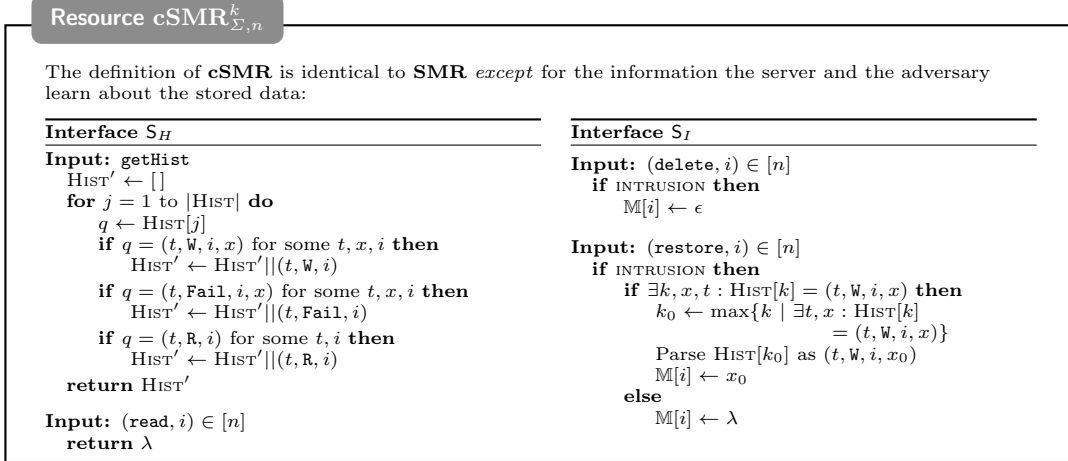 Resource cSMR^k_{Σ,n}
The definition of cSMR is identical to SMR except for the information the server and the adversary
learn about the stored data:
Interface S_H
Input: getHist
Hist′ ← [ ]
for j = 1 to |Hist| do
q ← Hist[j]
if q = (t, W, i, x) for some t, x, i then
Hist′ ← Hist′||(t, W, i)
if q = (t, Fail, i, x) for some t, x, i then
Hist′ ← Hist′||(t, Fail, i)
if q = (t, R, i) for some t, i then
Hist′ ← Hist′||(t, R, i)
return Hist′
Input: (read, i) ∈ [n]
return λ
Interface S_I
Input: (delete, i) ∈ [n]
if intrusion then
𝕄[i] ← ϵ
Input: (restore, i) ∈ [n]
if intrusion then
if ∃k, x, t : Hist[k] = (t, W, i, x) then
k_0 ← max{k | ∃t, x : Hist[k]
= (t, W, i, x)}
Parse Hist[k_0] as (t, W, i, x_0)
𝕄[i] ← x_0
else
𝕄[i] ← λ